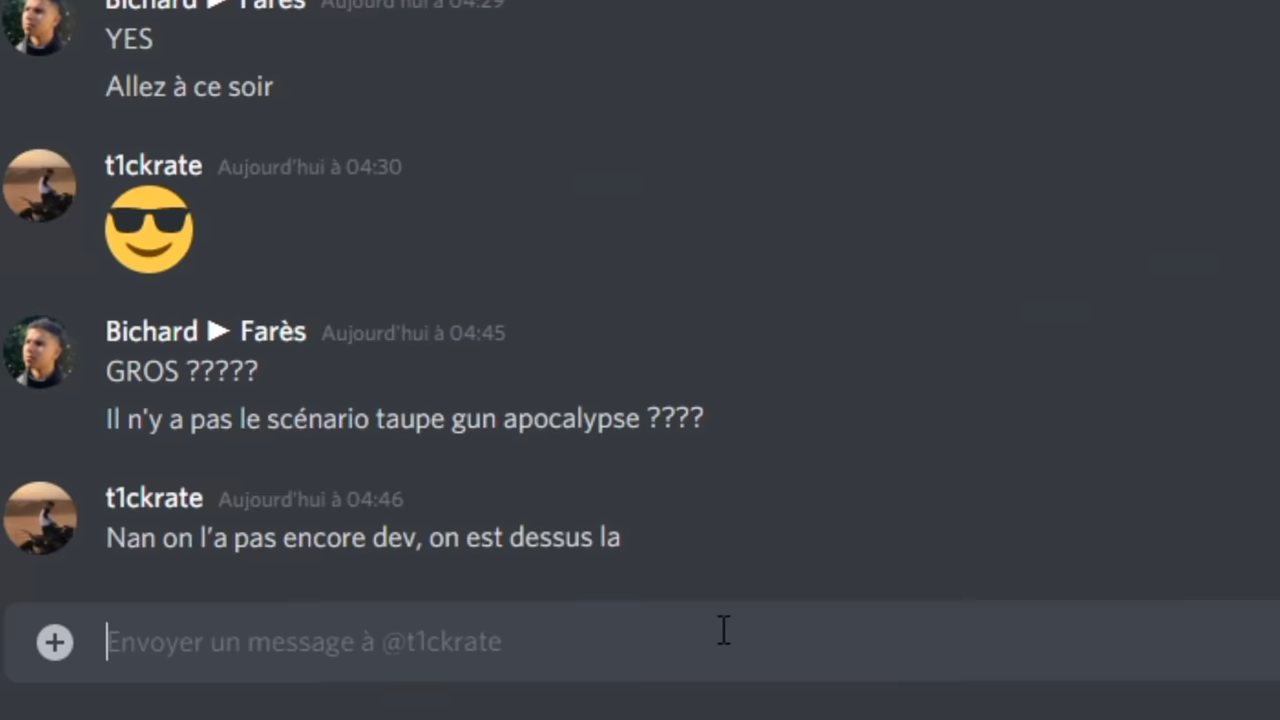 Bichard ▶ Farès Aujourd'hui à 04:29
YES
Allez à ce soir
t1ckrate Aujourd'hui à 04:30
Bichard ▶ Farès Aujourd'hui à 04:45
GROS ?????
Il n'y a pas le scénario taupe gun apocalypse ????
t1ckrate Aujourd'hui à 04:46
Nan on l’a pas encore dev, on est dessus la
Envoyer un message à @t1ckrate